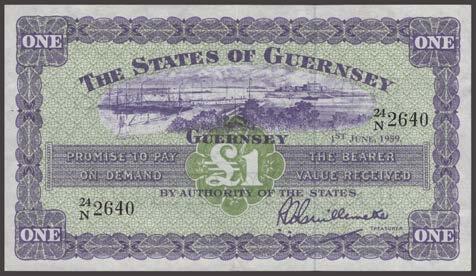 ONE ONE
THE STATES OF GUERNSEY
24/N 2640
GUERNSEY
1ST JUNE, 1959.
PROMISE TO PAY £1 THE BEARER
ON DEMAND VALUE RECEIVED
BY AUTHORITY OF THE STATES
24/N 2640
TREASURER
ONE ONE